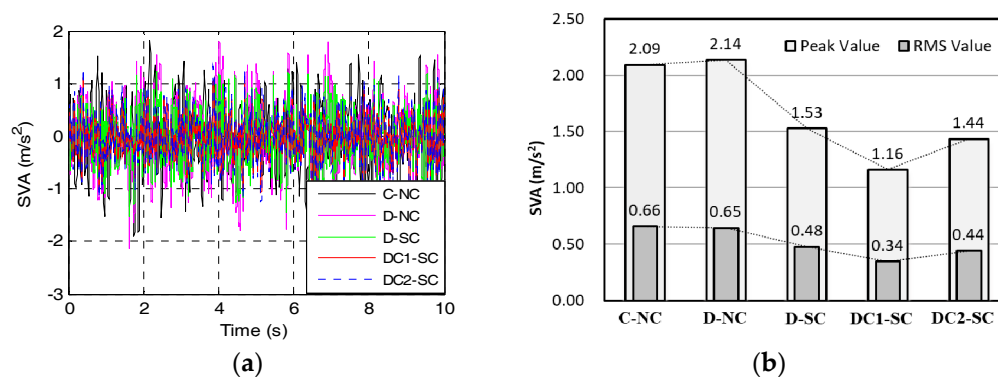 2
1
0
-1
-2
-3
SVA (m/s²)
0 2 4 6 8 10
Time (s)
C-NC
D-NC
D-SC
DC1-SC
DC2-SC
(a)
2.50
2.00
1.50
1.00
0.50
0.00
SVA (m/s²)
Peak Value RMS Value
2.09 2.14 1.53 1.16 1.44
0.66 0.65 0.48 0.34 0.44
C-NC D-NC D-SC DC1-SC DC2-SC
(b)